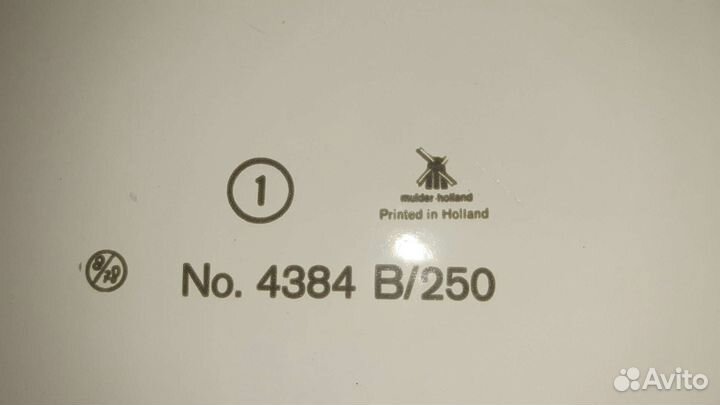 1
mulder-holland
Printed in Holland
No. 4384 B/250
Avito